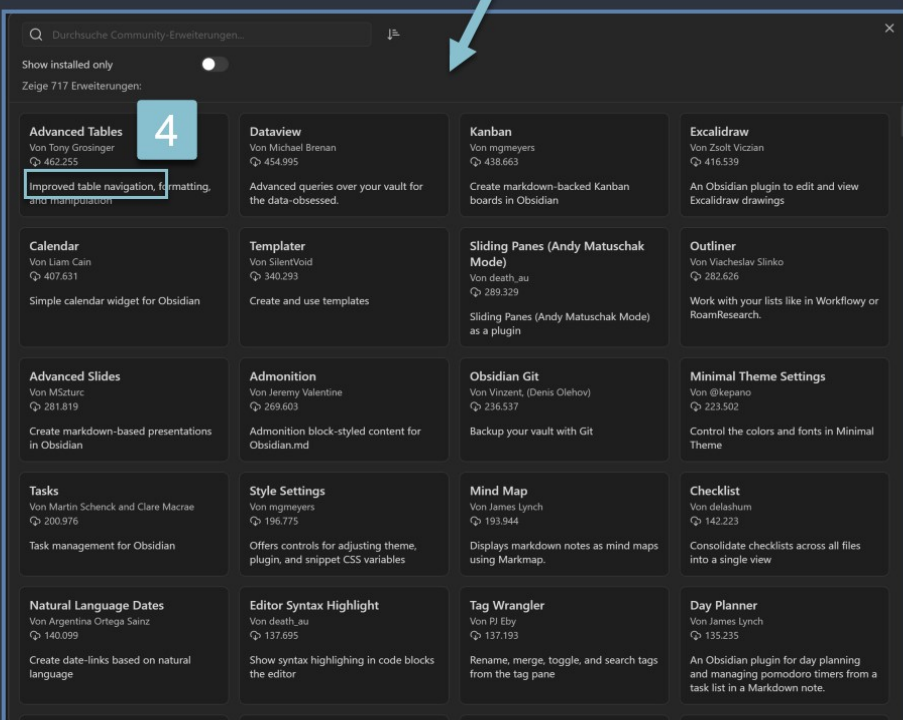 Durchsuche Community-Erweiterungen...
Show installed only
Zeige 717 Erweiterungen:
4
Advanced Tables
Von Tony Grosinger
462.255
Improved table navigation, formatting,
and manipulation
Dataview
Von Michael Brenan
454.995
Advanced queries over your vault for
the data-obsessed.
Kanban
Von mgmeyers
438.663
Create markdown-backed Kanban
boards in Obsidian
Excalidraw
Von Zsolt Viczian
416.539
An Obsidian plugin to edit and view
Excalidraw drawings
Calendar
Von Liam Cain
407.631
Simple calendar widget for Obsidian
Templater
Von SilentVoid
340.293
Create and use templates
Sliding Panes (Andy Matuschak
Mode)
Von death_au
289.329
Sliding Panes (Andy Matuschak Mode)
as a plugin
Outliner
Von Viacheslav Slinko
282.626
Work with your lists like in Workflowy or
RoamResearch.
Advanced Slides
Von MSzturc
281.819
Create markdown-based presentations
in Obsidian
Admonition
Von Jeremy Valentine
269.603
Admonition block-styled content for
Obsidian.md
Obsidian Git
Von Vinzent, (Denis Olehov)
236.537
Backup your vault with Git
Minimal Theme Settings
Von @kepano
223.502
Control the colors and fonts in Minimal
Theme
Tasks
Von Martin Schenck and Clare Macrae
200.976
Task management for Obsidian
Style Settings
Von mgmeyers
196.775
Offers controls for adjusting theme,
plugin, and snippet CSS variables
Mind Map
Von James Lynch
193.944
Displays markdown notes as mind maps
using Markmap.
Checklist
Von delashum
142.223
Consolidate checklists across all files
into a single view
Natural Language Dates
Von Argentina Ortega Sainz
140.099
Create date-links based on natural
language
Editor Syntax Highlight
Von death_au
137.695
Show syntax highlighing in code blocks
the editor
Tag Wrangler
Von PJ Eby
137.193
Rename, merge, toggle, and search tags
from the tag pane
Day Planner
Von James Lynch
135.235
An Obsidian plugin for day planning
and managing pomodoro timers from a
task list in a Markdown note.